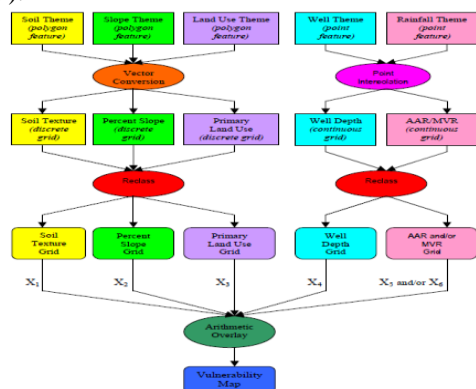 ).
Soil Theme
(polygon
feature)
Slope Theme
(polygon
feature)
Land Use Theme
(polygon
feature)
Well Theme
(point
feature)
Rainfall Theme
(point
feature)
Vector
Conversion
Point
Interpolation
Soil Texture
(discrete
grid)
Percent Slope
(discrete
grid)
Primary
Land Use
(discrete grid)
Well Depth
(continuous
grid)
AAR/MVR
(continuous
grid)
Reclass
Reclass
Soil
Texture
Grid
Percent
Slope
Grid
Primary
Land Use
Grid
Well
Depth
Grid
AAR and/or
MVR
Grid
X1
X2
X3
X4
X5 and/or X6
Arithmetic
Overlay
Vulnerability
Map